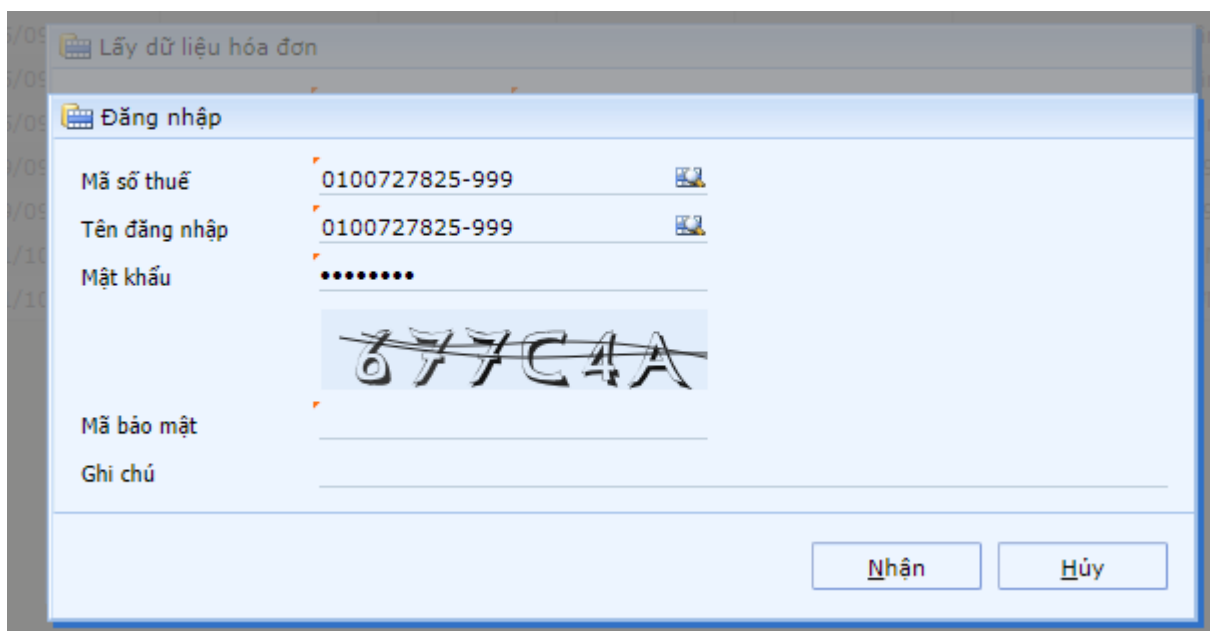 Lấy dữ liệu hóa đơn
Đăng nhập
Mã số thuế 0100727825-999
Tên đăng nhập 0100727825-999
Mật khẩu ••••••••
677C4A
Mã bảo mật
Ghi chú
Nhận Hủy